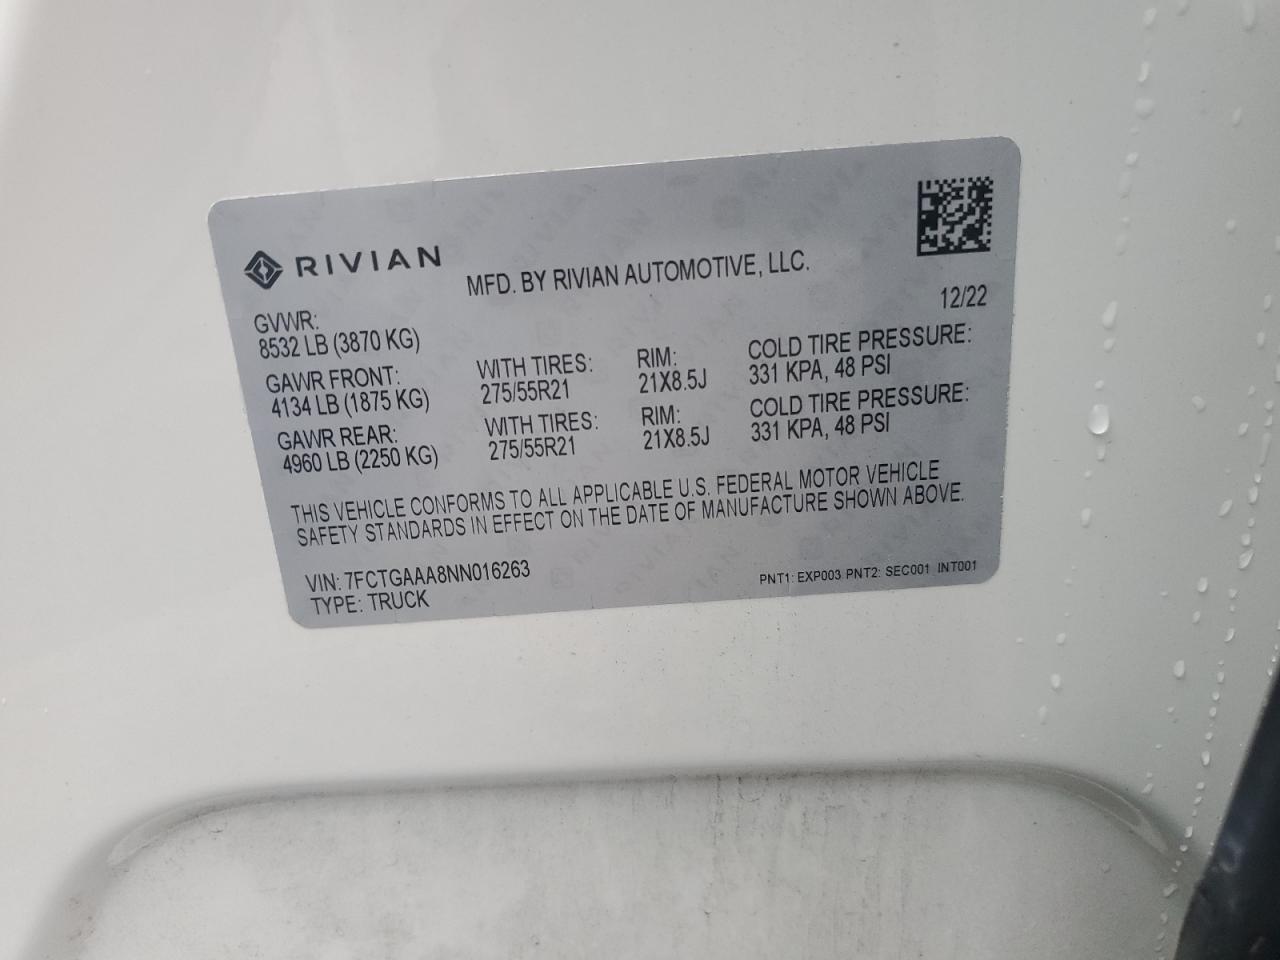 RIVIAN
MFD. BY RIVIAN AUTOMOTIVE, LLC.
12/22
GVWR:
8532 LB (3870 KG)
GAWR FRONT:
4134 LB (1875 KG)
WITH TIRES:
275/55R21
RIM:
21X8.5J
COLD TIRE PRESSURE:
331 KPA, 48 PSI
GAWR REAR:
4960 LB (2250 KG)
WITH TIRES:
275/55R21
RIM:
21X8.5J
COLD TIRE PRESSURE:
331 KPA, 48 PSI
THIS VEHICLE CONFORMS TO ALL APPLICABLE U.S. FEDERAL MOTOR VEHICLE
SAFETY STANDARDS IN EFFECT ON THE DATE OF MANUFACTURE SHOWN ABOVE.
VIN: 7FCTGAAA8NN016263
TYPE: TRUCK
PNT1: EXP003 PNT2: SEC001 INT001